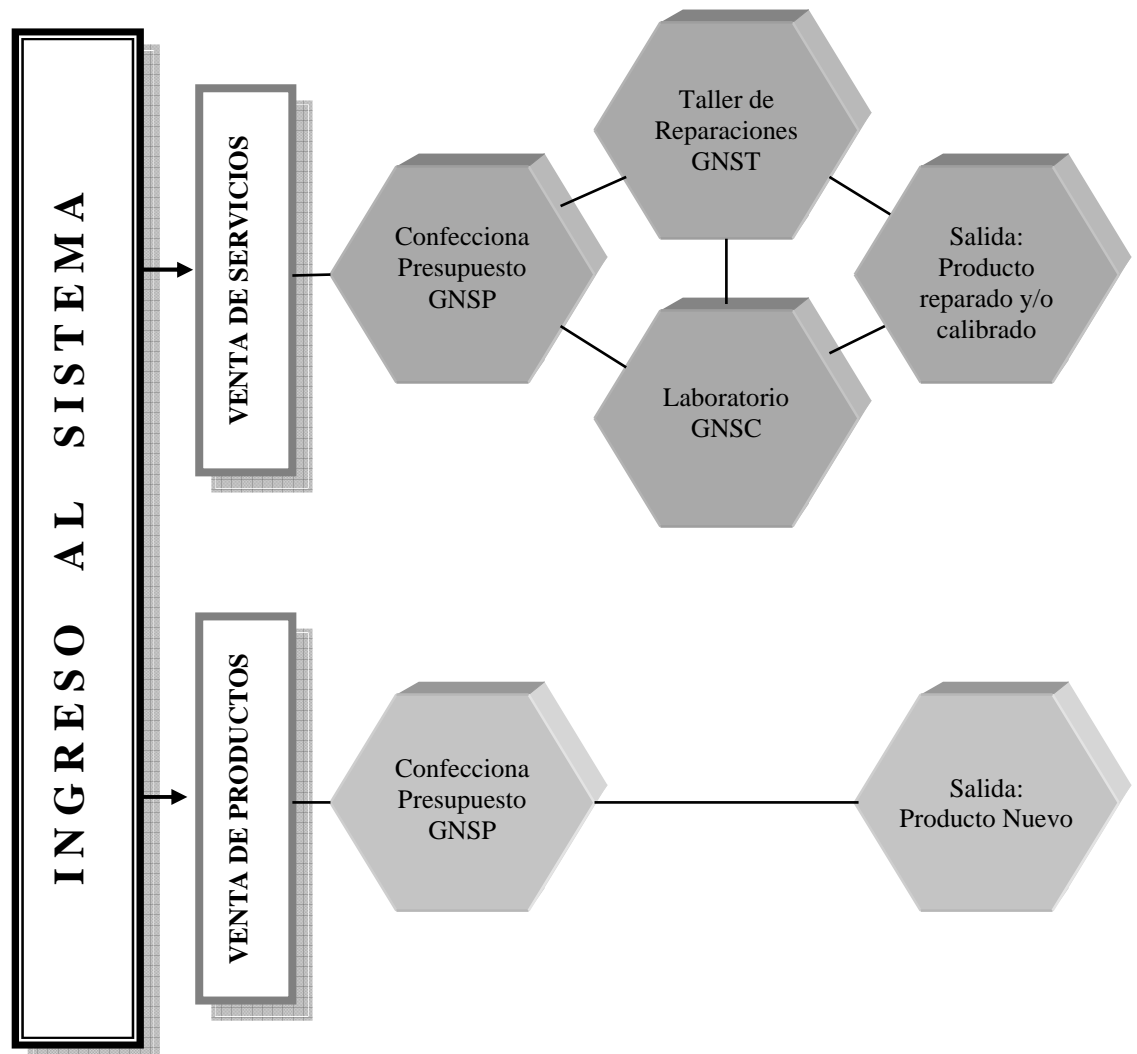 INGRESO AL SISTEMA
VENTA DE SERVICIOS
Confecciona
Presupuesto
GNSP
Taller de
Reparaciones
GNST
Laboratorio
GNSC
Salida:
Producto
reparado y/o
calibrado
VENTA DE PRODUCTOS
Confecciona
Presupuesto
GNSP
Salida:
Producto Nuevo